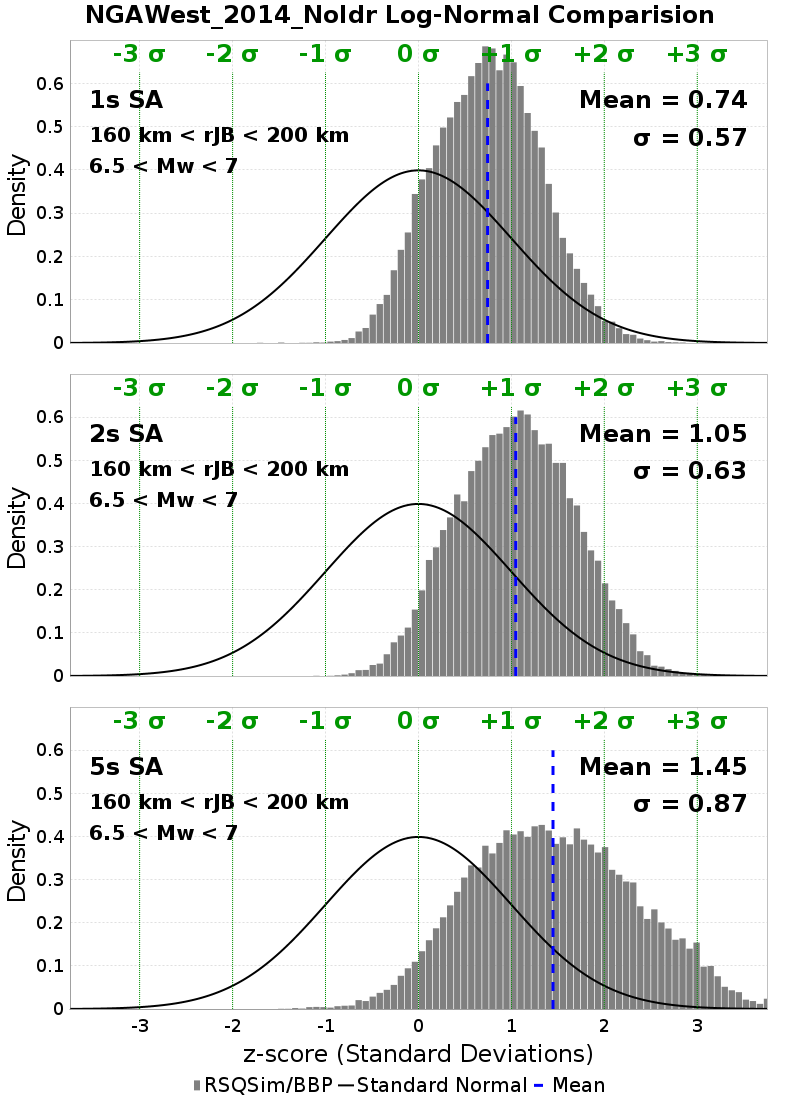 NGAWest_2014_NoIdr Log-Normal Comparision
-3 σ -2 σ -1 σ 0 σ +1 σ +2 σ +3 σ
1s SA
Mean = 0.74
160 km < rJB < 200 km
σ = 0.57
6.5 < Mw < 7
Density
0.6
0.5
0.4
0.3
0.2
0.1
0
-3 σ -2 σ -1 σ 0 σ +1 σ +2 σ +3 σ
2s SA
Mean = 1.05
160 km < rJB < 200 km
σ = 0.63
6.5 < Mw < 7
Density
0.6
0.5
0.4
0.3
0.2
0.1
0
-3 σ -2 σ -1 σ 0 σ +1 σ +2 σ +3 σ
5s SA
Mean = 1.45
160 km < rJB < 200 km
σ = 0.87
6.5 < Mw < 7
Density
0.6
0.5
0.4
0.3
0.2
0.1
0
-3 -2 -1 0 1 2 3
z-score (Standard Deviations)
RSQSim/BBP Standard Normal Mean